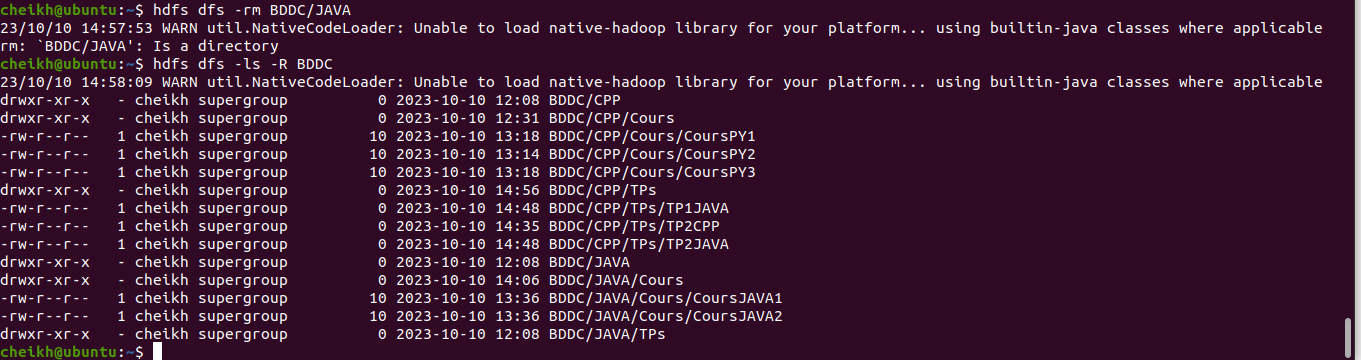 cheikh@ubuntu:~$ hdfs dfs -rm BDDC/JAVA
23/10/10 14:57:53 WARN util.NativeCodeLoader: Unable to load native-hadoop library for your platform... using builtin-java classes where applicable
rm: `BDDC/JAVA': Is a directory
cheikh@ubuntu:~$ hdfs dfs -ls -R BDDC
23/10/10 14:58:09 WARN util.NativeCodeLoader: Unable to load native-hadoop library for your platform... using builtin-java classes where applicable
drwxr-xr-x   - cheikh supergroup          0 2023-10-10 12:08 BDDC/CPP
drwxr-xr-x   - cheikh supergroup          0 2023-10-10 12:31 BDDC/CPP/Cours
-rw-r--r--   1 cheikh supergroup         10 2023-10-10 13:18 BDDC/CPP/Cours/CoursPY1
-rw-r--r--   1 cheikh supergroup         10 2023-10-10 13:14 BDDC/CPP/Cours/CoursPY2
-rw-r--r--   1 cheikh supergroup         10 2023-10-10 13:18 BDDC/CPP/Cours/CoursPY3
drwxr-xr-x   - cheikh supergroup          0 2023-10-10 14:56 BDDC/CPP/TPs
-rw-r--r--   1 cheikh supergroup          0 2023-10-10 14:48 BDDC/CPP/TPs/TP1JAVA
-rw-r--r--   1 cheikh supergroup          0 2023-10-10 14:35 BDDC/CPP/TPs/TP2CPP
-rw-r--r--   1 cheikh supergroup          0 2023-10-10 14:48 BDDC/CPP/TPs/TP2JAVA
drwxr-xr-x   - cheikh supergroup          0 2023-10-10 12:08 BDDC/JAVA
drwxr-xr-x   - cheikh supergroup          0 2023-10-10 14:06 BDDC/JAVA/Cours
-rw-r--r--   1 cheikh supergroup         10 2023-10-10 13:36 BDDC/JAVA/Cours/CoursJAVA1
-rw-r--r--   1 cheikh supergroup         10 2023-10-10 13:36 BDDC/JAVA/Cours/CoursJAVA2
drwxr-xr-x   - cheikh supergroup          0 2023-10-10 12:08 BDDC/JAVA/TPs
cheikh@ubuntu:~$